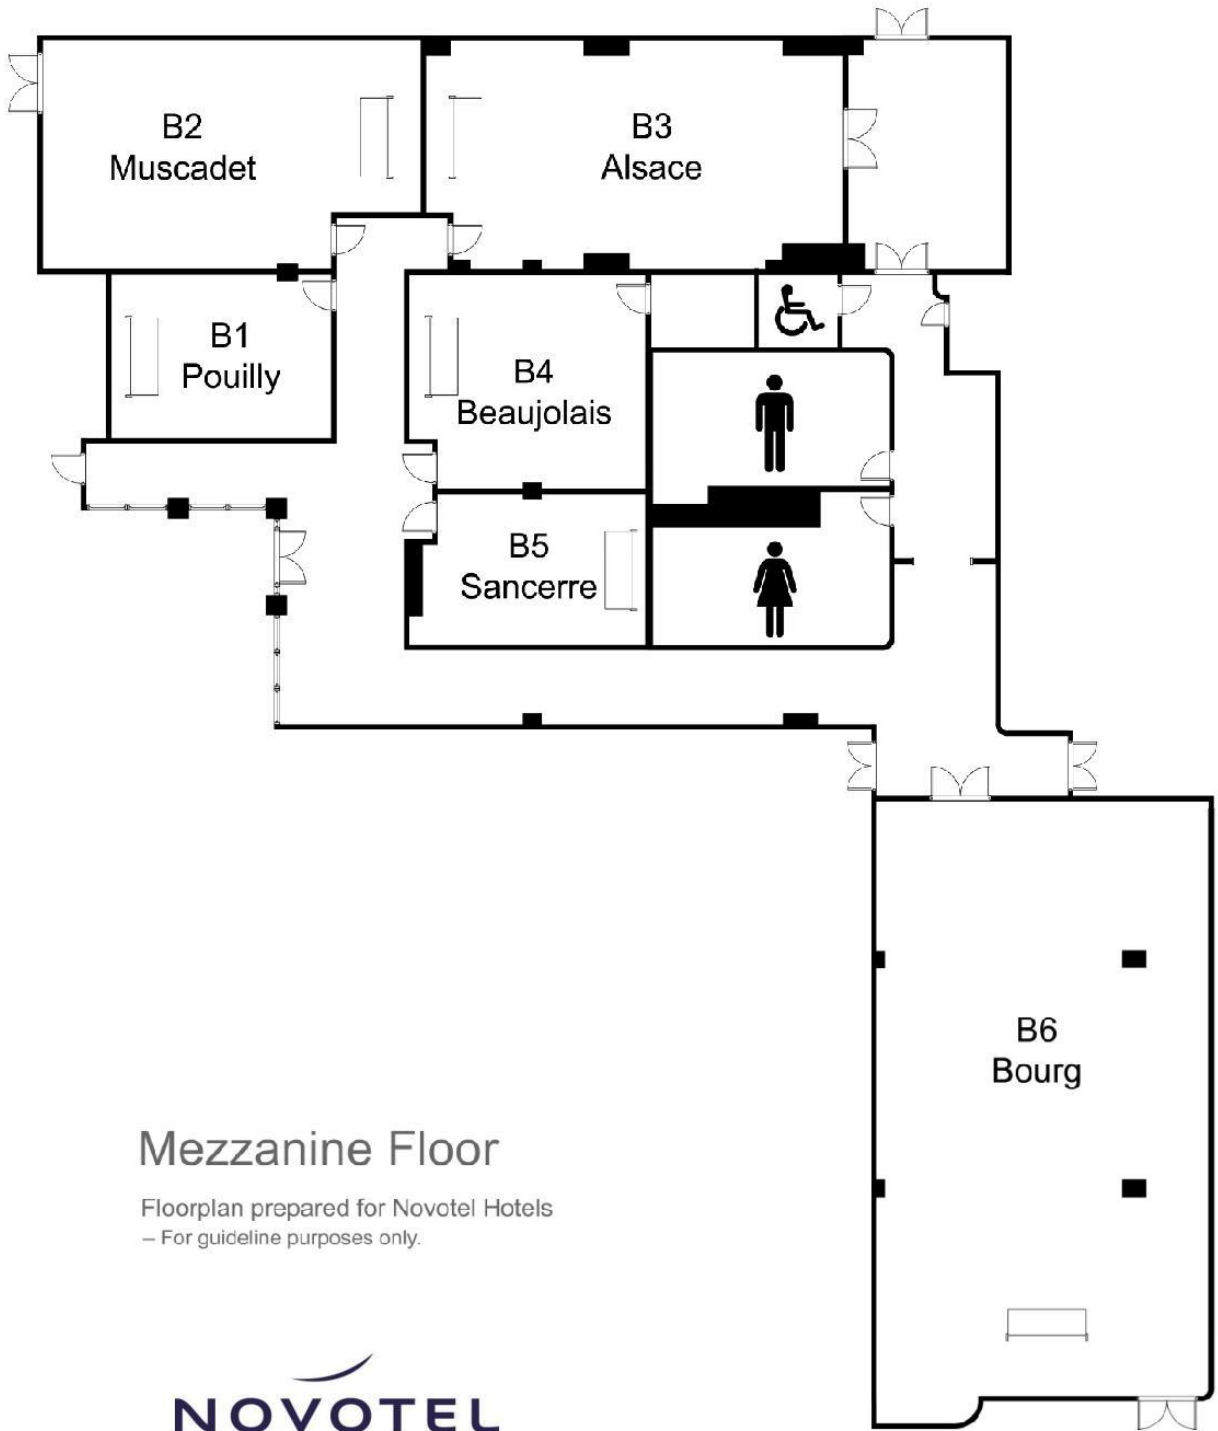 B2
Muscadet
B3
Alsace
B1
Pouilly
B4
Beaujolais
B5
Sancerre
B6
Bourg
Mezzanine Floor
Floorplan prepared for Novotel Hotels
– For guideline purposes only.
NOVOTEL